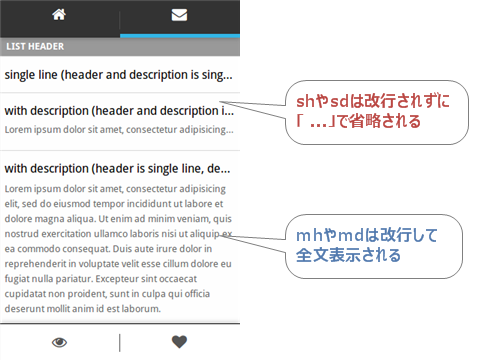 LIST HEADER
single line (header and description is sing...
with description (header and description i...
Lorem ipsum dolor sit amet, consectetur adipisicing...
with description (header is single line, de...
Lorem ipsum dolor sit amet, consectetur adipisicing
elit, sed do eiusmod tempor incididunt ut labore et
dolore magna aliqua. Ut enim ad minim veniam, quis
nostrud exercitation ullamco laboris nisi ut aliquip ex
ea commodo consequat. Duis aute irure dolor in
reprehenderit in voluptate velit esse cillum dolore eu
fugiat nulla pariatur. Excepteur sint occaecat
cupidatat non proident, sunt in culpa qui officia
deserunt mollit anim id est laborum.
shやsdは改行されずに
「 ...」で省略される
mhやmdは改行して
全文表示される